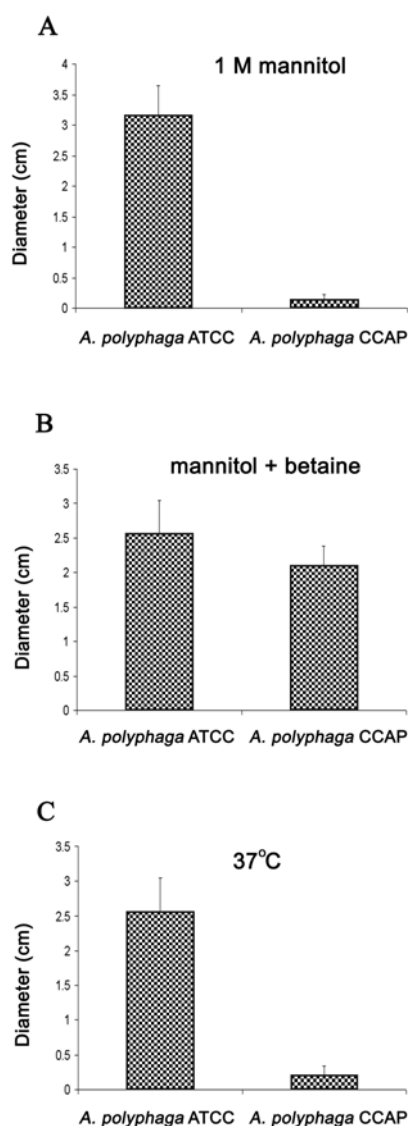 A
1 M mannitol
4
3.5
3
2.5
2
1.5
1
0.5
0
Diameter (cm)
A. polyphaga ATCC A. polyphaga CCAP
B
mannitol + betaine
3.5
3
2.5
2
1.5
1
0.5
0
Diameter (cm)
A. polyphaga ATCC A. polyphaga CCAP
C
37°C
3.5
3
2.5
2
1.5
1
0.5
0
Diameter (cm)
A. polyphaga ATCC A. polyphaga CCAP